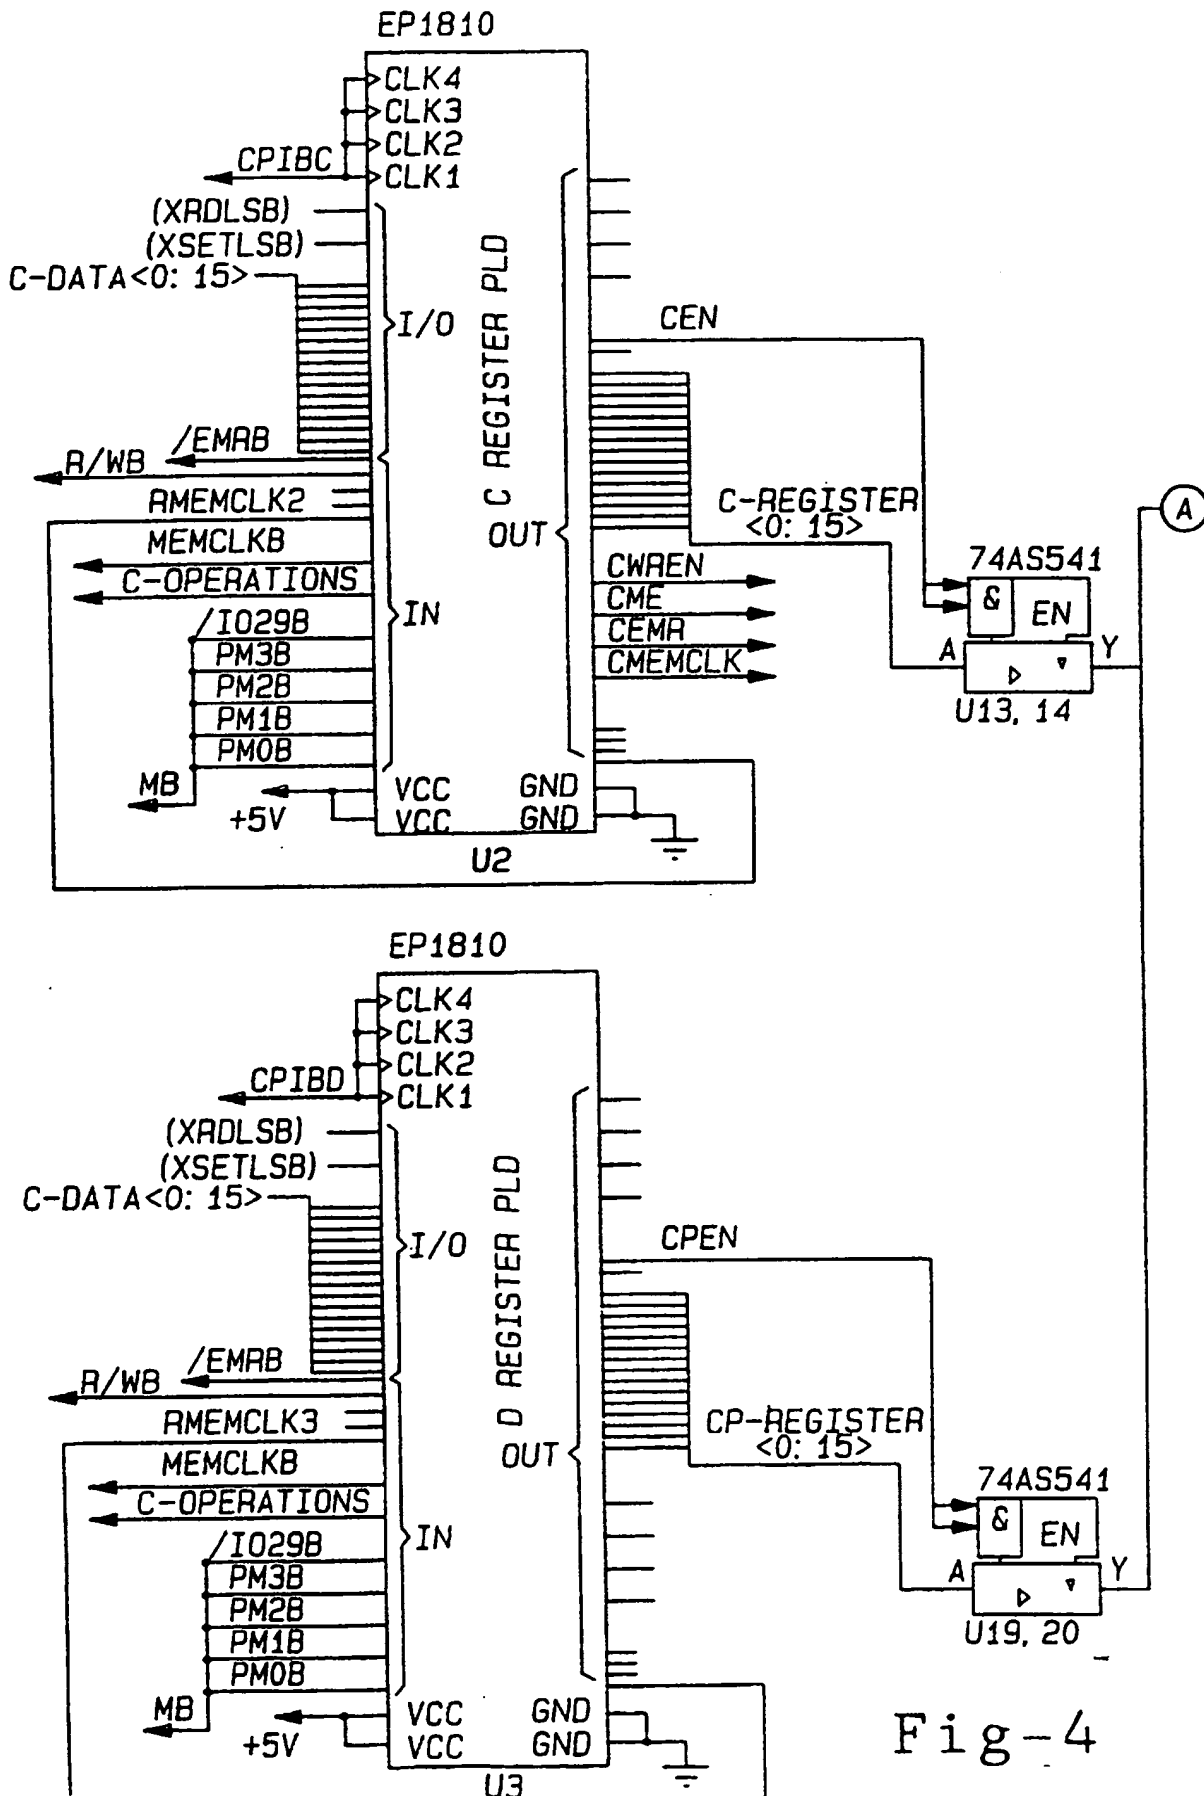 EP1810
CLK4
CLK3
CLK2
CPIBC
CLK1
(XRDLSB)
(XSETLSB)
C-DATA<0: 15>
I/O
C REGISTER PLD
CEN
/EMRB
R/WB
RMEMCLK2
MEMCLKB
C-OPERATIONS
OUT
C-REGISTER
<0: 15>
A
74AS541
&
EN
A
Y
U13, 14
CWREN
CME
CEMR
CMEMCLK
IN
/IO29B
PM3B
PM2B
PM1B
PM0B
MB
+5V
VCC
VCC
GND
GND
U2
EP1810
CLK4
CLK3
CLK2
CPIBD
CLK1
(XRDLSB)
(XSETLSB)
C-DATA<0: 15>
I/O
D REGISTER PLD
CPEN
/EMRB
R/WB
RMEMCLK3
MEMCLKB
C-OPERATIONS
OUT
CP-REGISTER
<0: 15>
74AS541
&
EN
A
Y
U19, 20
IN
/IO29B
PM3B
PM2B
PM1B
PM0B
MB
+5V
VCC
VCC
GND
GND
U3
Fig-4